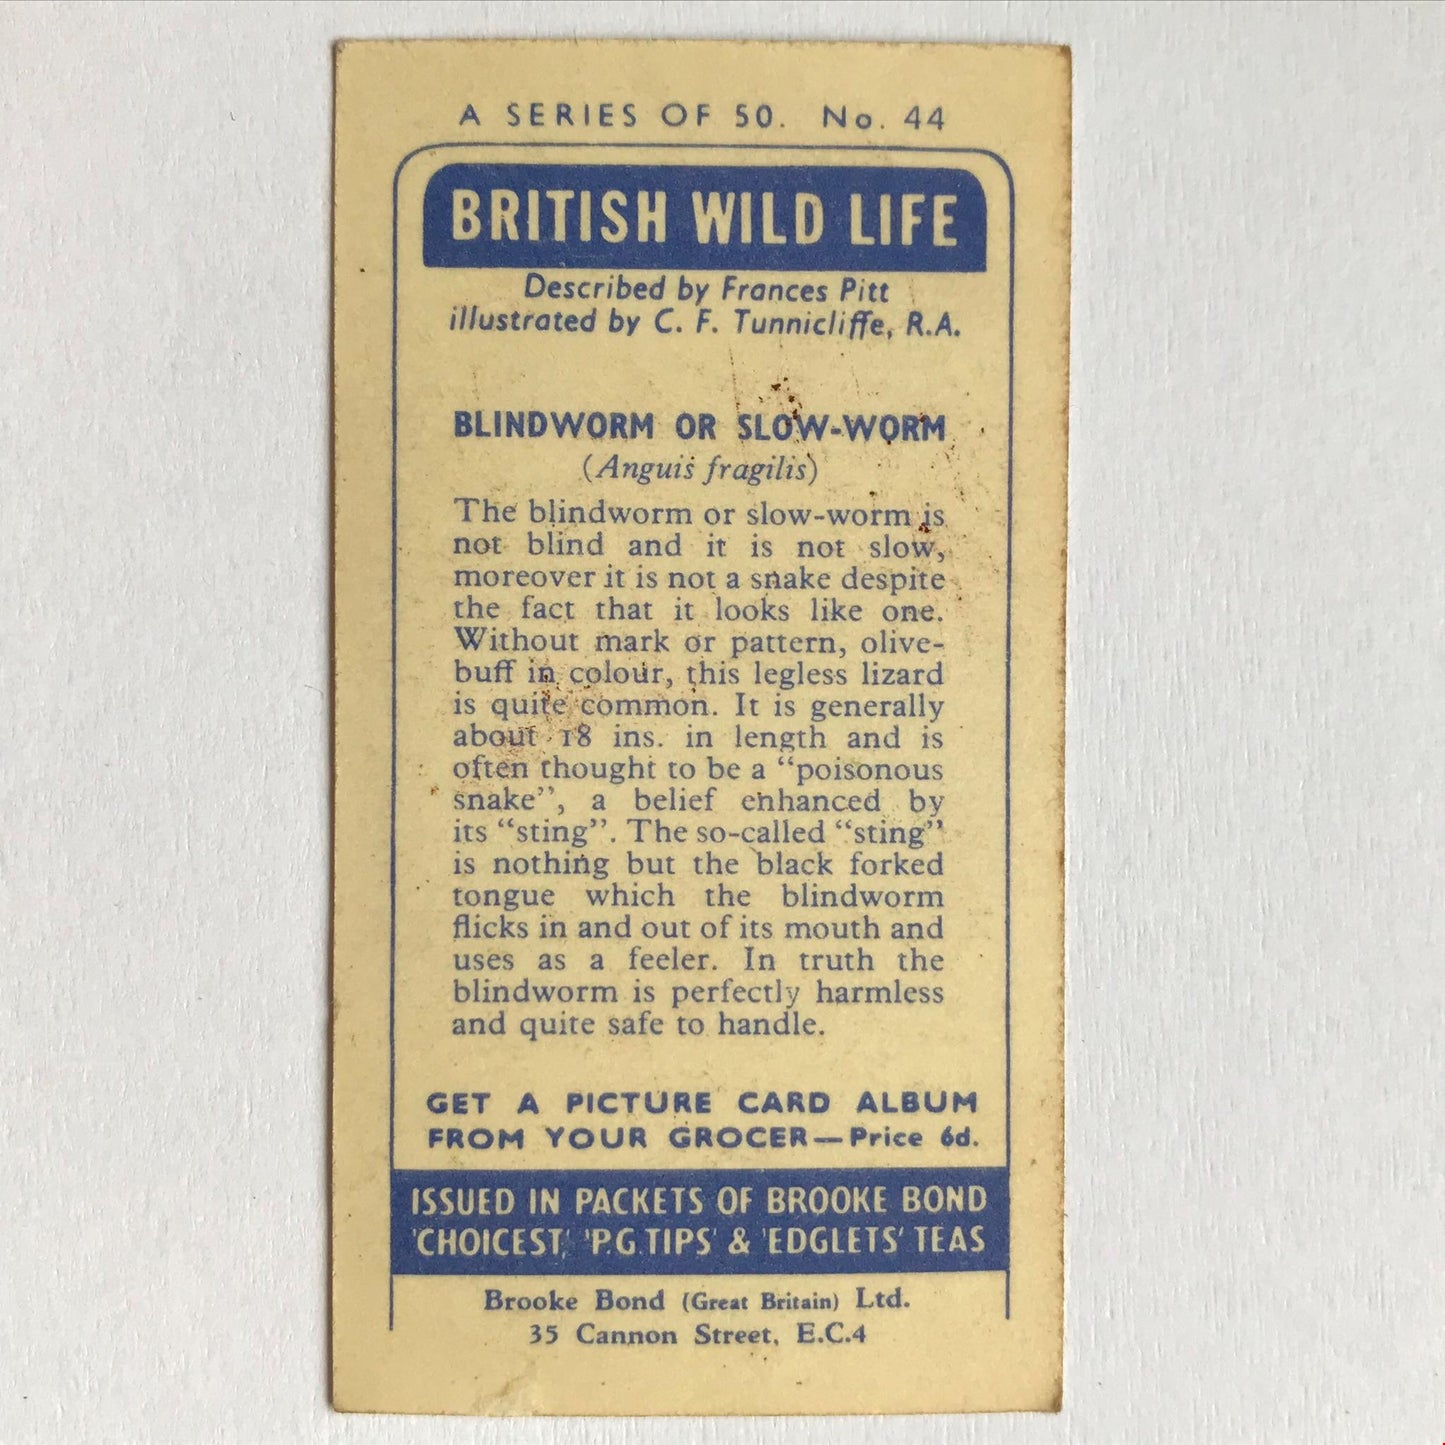 A SERIES OF 50. No. 44
BRITISH WILD LIFE
Described by Frances Pitt
illustrated by C. F. Tunnicliffe, R.A.
BLINDWORM OR SLOW-WORM
(Anguis fragilis)
The blindworm or slow-worm is
not blind and it is not slow,
moreover it is not a snake despite
the fact that it looks like one.
Without mark or pattern, olive-
buff in colour, this legless lizard
is quite common. It is generally
about 18 ins. in length and is
often thought to be a “poisonous
snake”, a belief enhanced by
its “sting”. The so-called “sting”
is nothing but the black forked
tongue which the blindworm
flicks in and out of its mouth and
uses as a feeler. In truth the
blindworm is perfectly harmless
and quite safe to handle.
GET A PICTURE CARD ALBUM
FROM YOUR GROCER—Price 6d.
ISSUED IN PACKETS OF BROOKE BOND
'CHOICEST,' 'P.G.TIPS' & 'EDGLETS' TEAS
Brooke Bond (Great Britain) Ltd.
35 Cannon Street, E.C.4